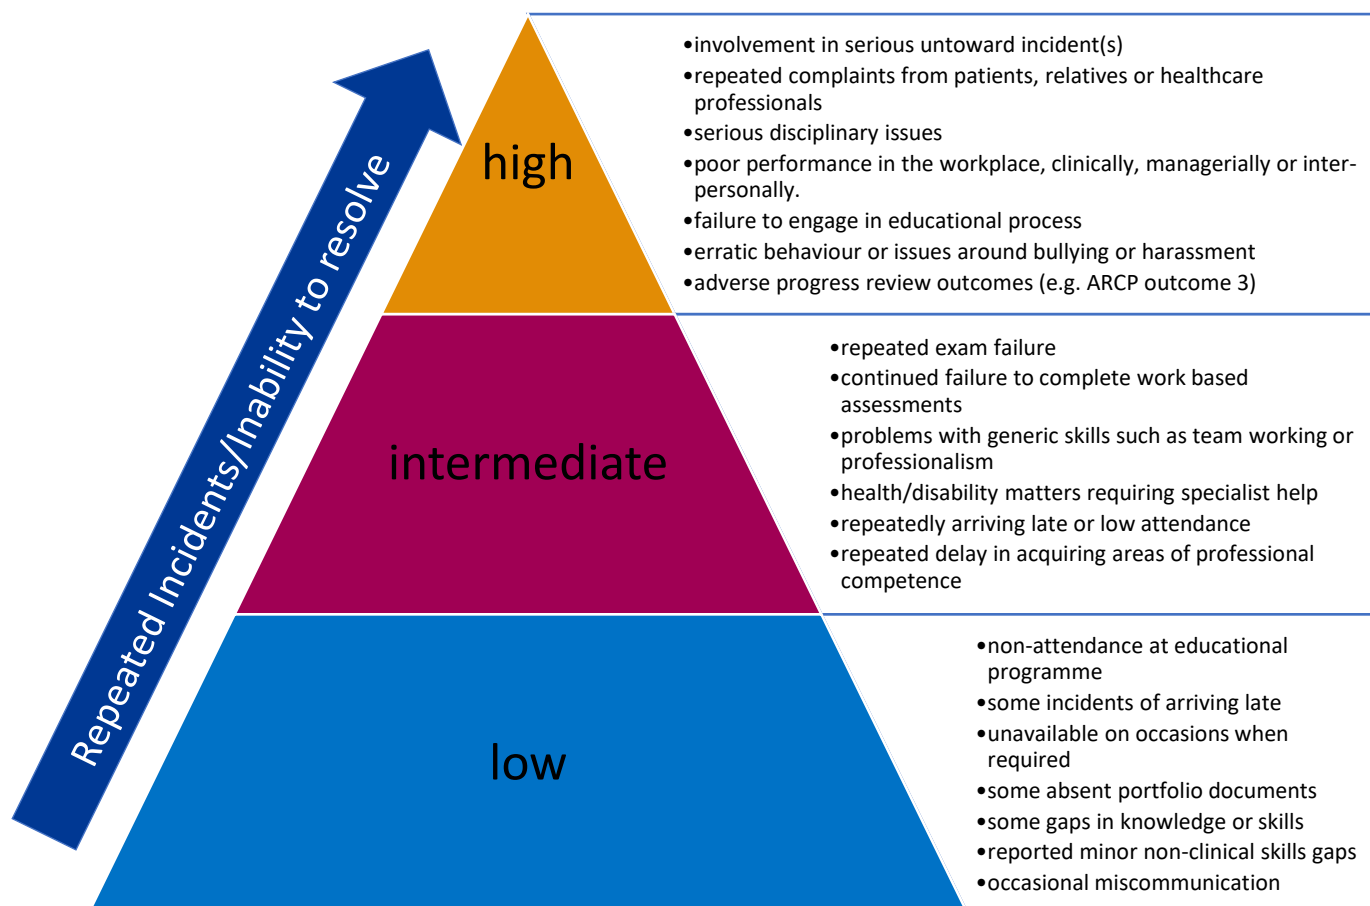 •involvement in serious untoward incident(s)
•repeated complaints from patients, relatives or healthcare
professionals
•serious disciplinary issues
•poor performance in the workplace, clinically, managerially or inter-
personally.
•failure to engage in educational process
•erratic behaviour or issues around bullying or harassment
•adverse progress review outcomes (e.g. ARCP outcome 3)
high
Repeated Incidents/Inability to resolve
•repeated exam failure
•continued failure to complete work based
assessments
•problems with generic skills such as team working or
professionalism
•health/disability matters requiring specialist help
•repeatedly arriving late or low attendance
•repeated delay in acquiring areas of professional
competence
intermediate
•non-attendance at educational
programme
•some incidents of arriving late
•unavailable on occasions when
required
•some absent portfolio documents
•some gaps in knowledge or skills
•reported minor non-clinical skills gaps
•occasional miscommunication
low